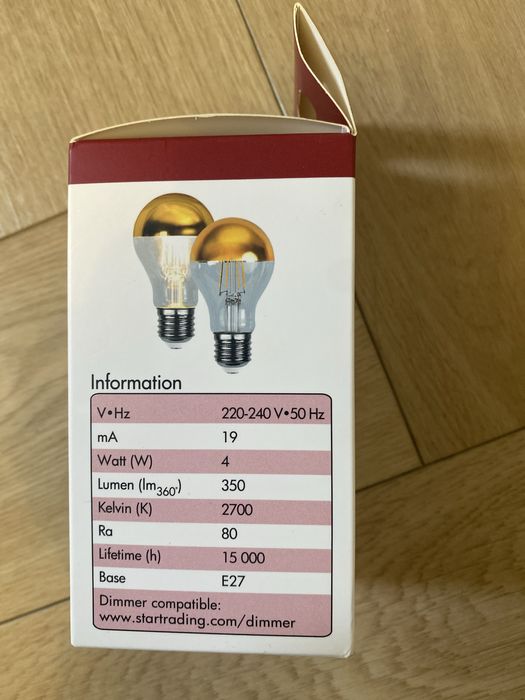 Information
V•Hz 220-240 V•50 Hz
mA 19
Watt (W) 4
Lumen (lm360°) 350
Kelvin (K) 2700
Ra 80
Lifetime (h) 15 000
Base E27
Dimmer compatible:
www.startrading.com/dimmer